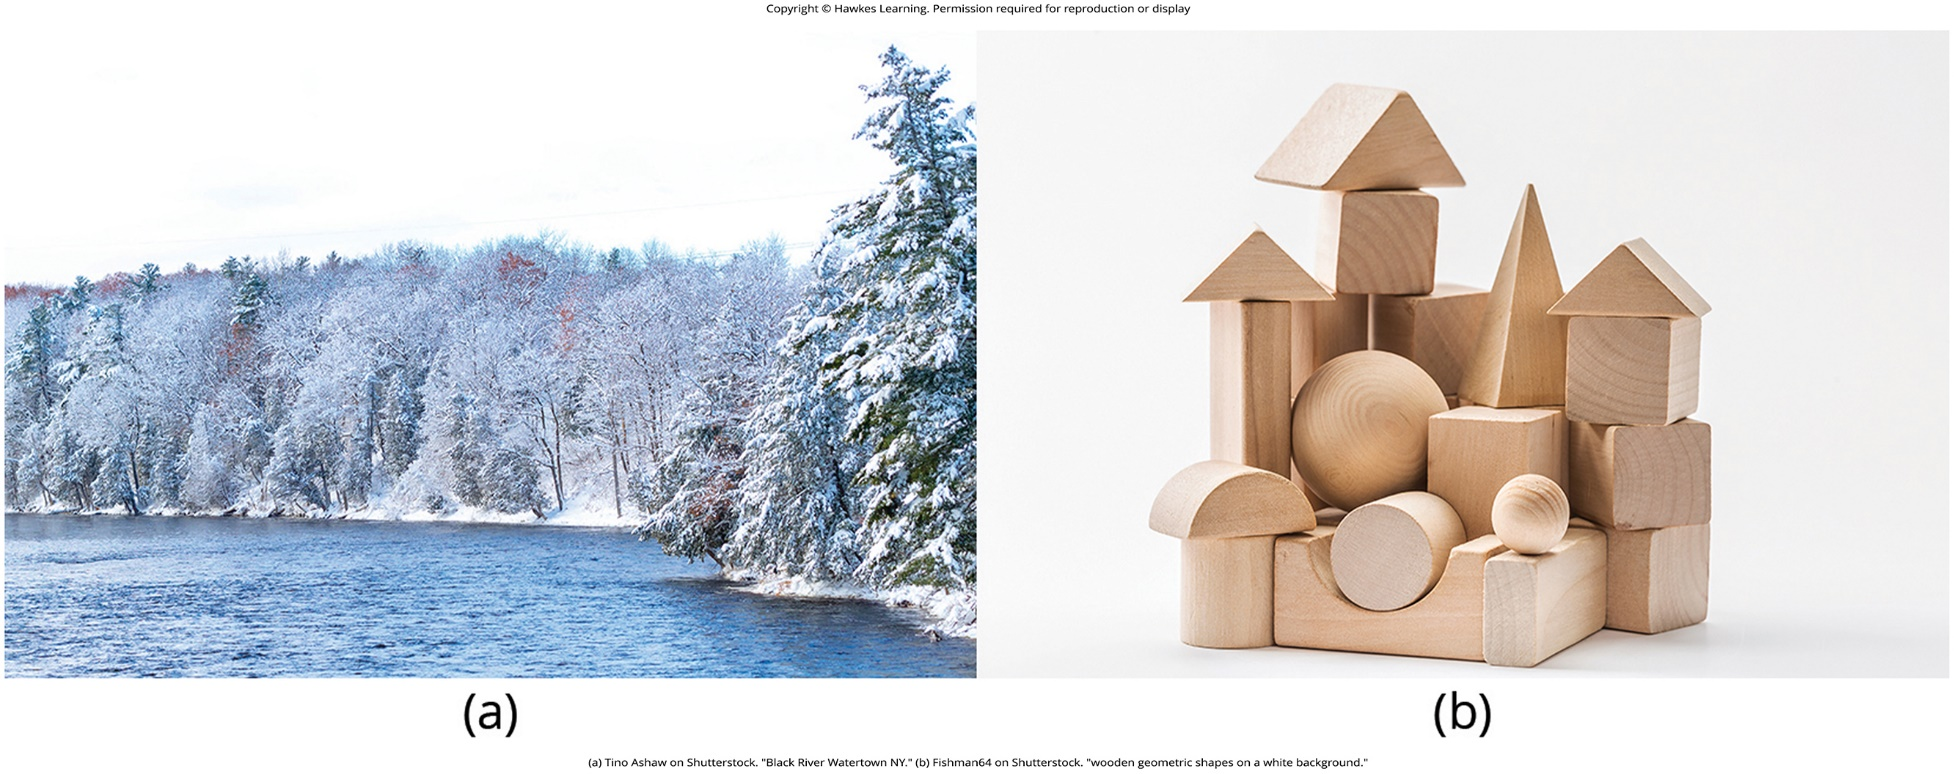 Copyright © Hawkes Learning. Permission required for reproduction or display
(a)
(b)
(a) Tino Ashaw on Shutterstock. "Black River Watertown NY." (b) Fishman64 on Shutterstock. "wooden geometric shapes on a white background."